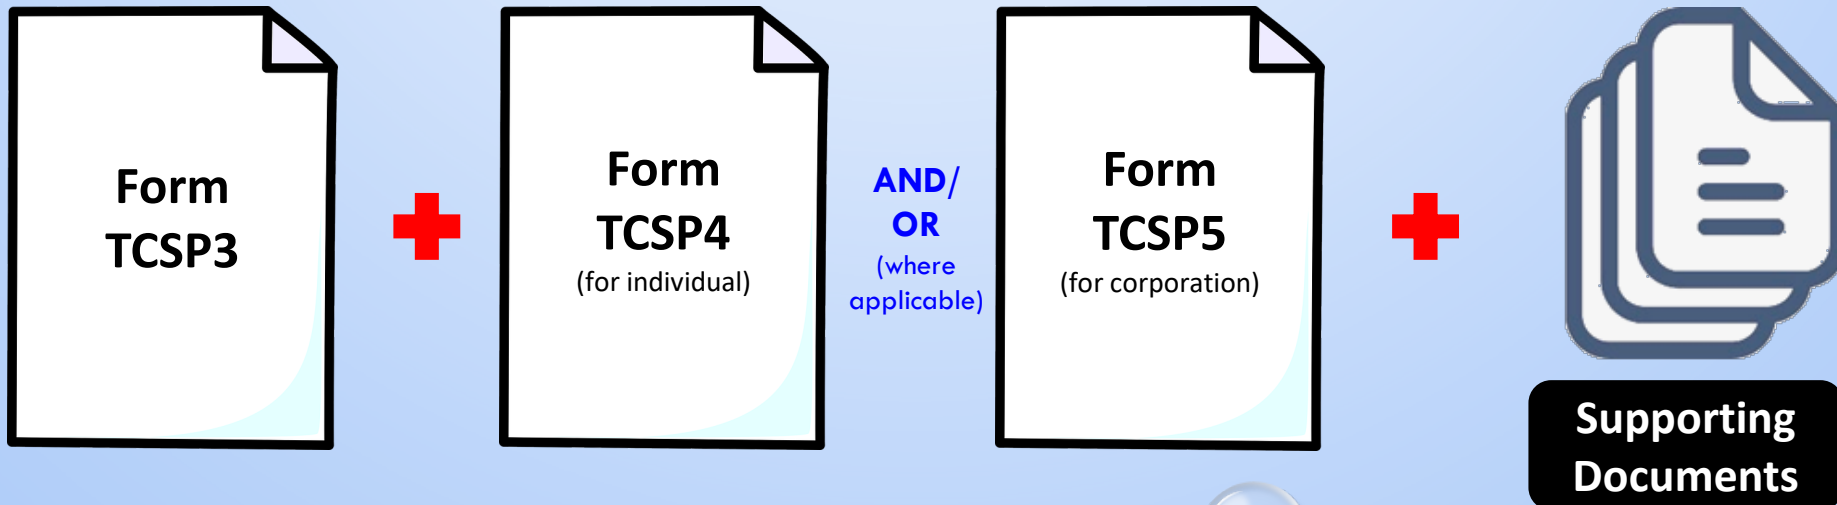 Form
TCSP3
Form
TCSP4
(for individual)
AND/
OR
(where
applicable)
Form
TCSP5
(for corporation)
Supporting
Documents